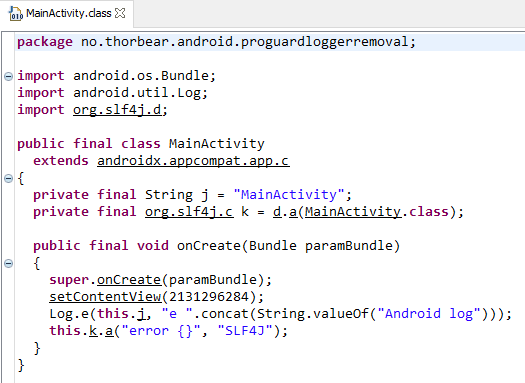 MainActivity.class
package no.thorbear.android.proguardloggerremoval;
import android.os.Bundle;
import android.util.Log;
import org.slf4j.d;
public final class MainActivity
extends androidx.appcompat.app.c
{
private final String j = "MainActivity";
private final org.slf4j.c k = d.a(MainActivity.class);
public final void onCreate(Bundle paramBundle)
{
super.onCreate(paramBundle);
setContentView(2131296284);
Log.e(this.j, "e ".concat(String.valueOf("Android log")));
this.k.a("error {}", "SLF4J");
}
}